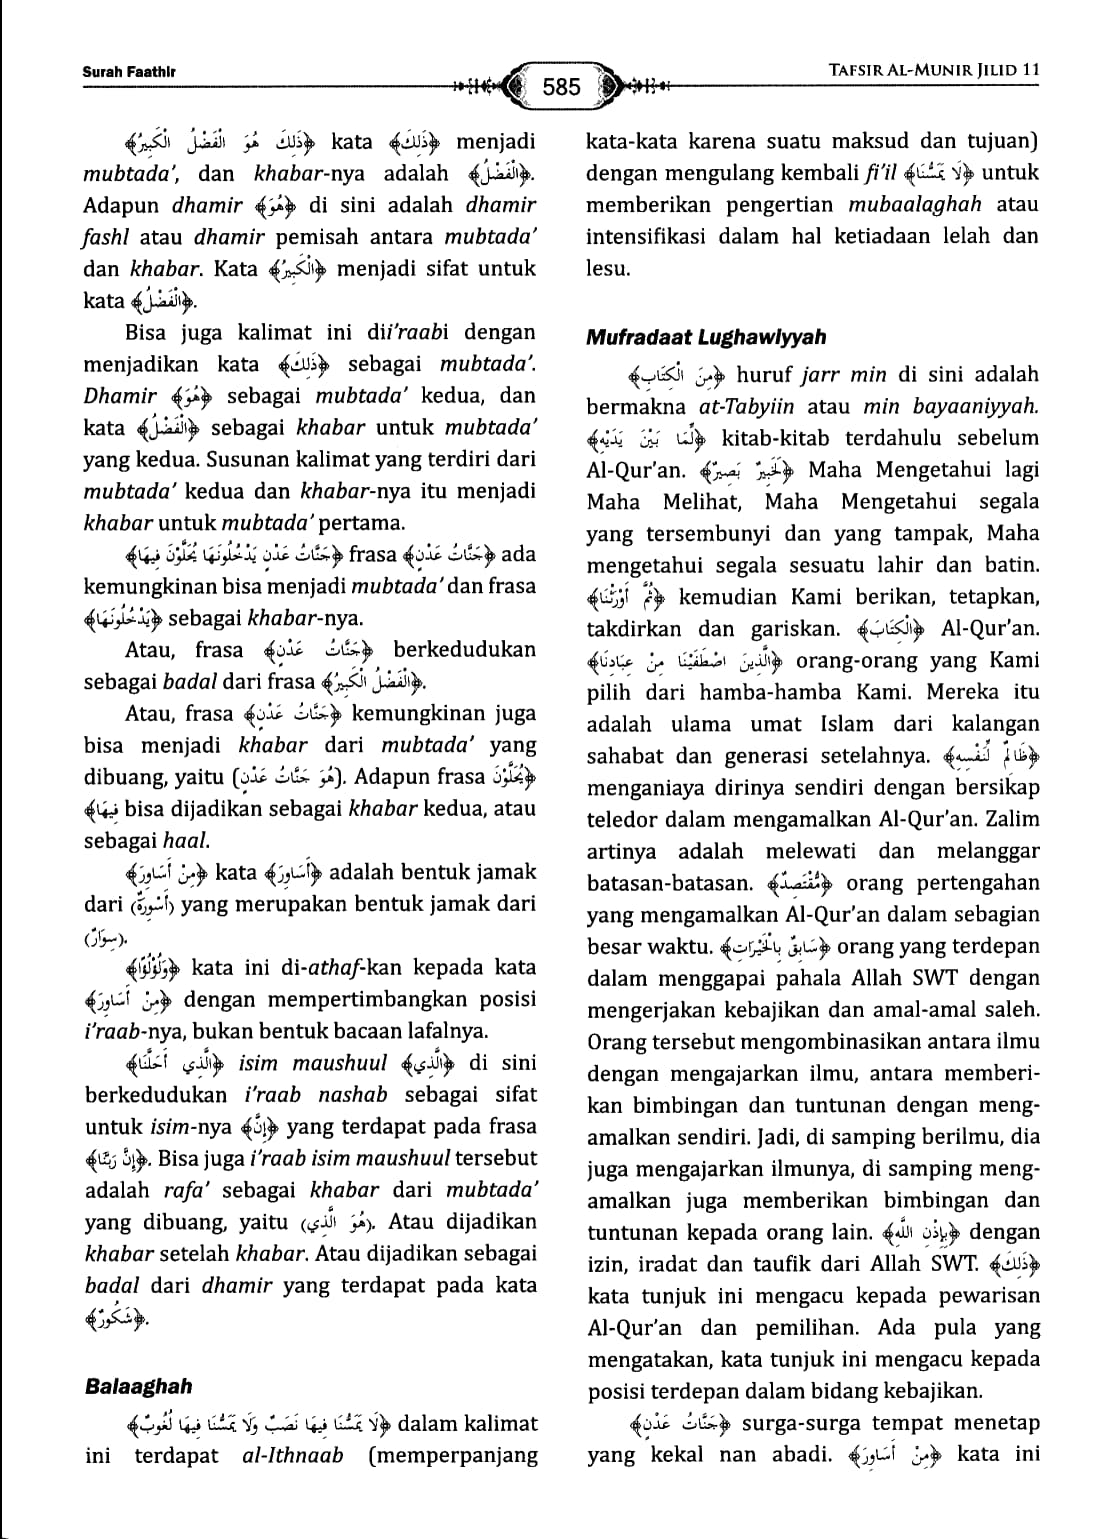 Surah Faathir
585
TAFSIR AL-MUNIR JILID 11
﴿ذَلِكَ هُوَ الْفَضْلُ الْكَبِيرُ﴾ kata ﴿ذَلِكَ﴾ menjadi
mubtada’, dan khabar-nya adalah ﴿الْفَضْلُ﴾.
Adapun dhamir ﴿هُوَ﴾ di sini adalah dhamir
fashl atau dhamir pemisah antara mubtada’
dan khabar. Kata ﴿الْكَبِيرُ﴾ menjadi sifat untuk
kata ﴿الْفَضْلُ﴾.
Bisa juga kalimat ini dii’raabi dengan
menjadikan kata ﴿ذَلِكَ﴾ sebagai mubtada’.
Dhamir ﴿هُوَ﴾ sebagai mubtada’ kedua, dan
kata ﴿الْفَضْلُ﴾ sebagai khabar untuk mubtada’
yang kedua. Susunan kalimat yang terdiri dari
mubtada’ kedua dan khabar-nya itu menjadi
khabar untuk mubtada’ pertama.
﴿جَنَّاتُ عَدْنٍ يَدْخُلُونَهَا يُحَلَّوْنَ فِيهَا﴾ frasa ﴿جَنَّاتُ عَدْنٍ﴾ ada
kemungkinan bisa menjadi mubtada’ dan frasa
﴿يَدْخُلُونَهَا﴾ sebagai khabar-nya.
Atau, frasa ﴿جَنَّاتُ عَدْنٍ﴾ berkedudukan
sebagai badal dari frasa ﴿الْفَضْلُ الْكَبِيرُ﴾.
Atau, frasa ﴿جَنَّاتُ عَدْنٍ﴾ kemungkinan juga
bisa menjadi khabar dari mubtada’ yang
dibuang, yaitu (هُوَ جَنَّاتُ عَدْنٍ). Adapun frasa ﴿يُحَلَّوْنَ
فِيهَا﴾ bisa dijadikan sebagai khabar kedua, atau
sebagai haal.
﴿مِنْ أَسَاوِرَ﴾ kata ﴿أَسَاوِرَ﴾ adalah bentuk jamak
dari (أَسْوِرَةٌ) yang merupakan bentuk jamak dari
(سِوَارٌ).
﴿وَلُؤْلُؤًا﴾ kata ini di-athaf-kan kepada kata
﴿مِنْ أَسَاوِرَ﴾ dengan mempertimbangkan posisi
i’raab-nya, bukan bentuk bacaan lafalnya.
﴿الَّذِي أَحَلَّنَا﴾ isim maushuul ﴿الَّذِي﴾ di sini
berkedudukan i’raab nashab sebagai sifat
untuk isim-nya ﴿إِنَّ﴾ yang terdapat pada frasa
﴿إِنَّ رَبَّنَا﴾. Bisa juga i’raab isim maushuul tersebut
adalah rafa’ sebagai khabar dari mubtada’
yang dibuang, yaitu (هُوَ الَّذِي). Atau dijadikan
khabar setelah khabar. Atau dijadikan sebagai
badal dari dhamir yang terdapat pada kata
﴿شَكُورٌ﴾.
Balaaghah
﴿لَا يَمَسُّنَا فِيهَا نَصَبٌ وَلَا يَمَسُّنَا فِيهَا لُغُوبٌ﴾ dalam kalimat
ini terdapat al-Ithnaab (memperpanjang
kata-kata karena suatu maksud dan tujuan)
dengan mengulang kembali fi’il ﴿لَا يَمَسُّنَا﴾ untuk
memberikan pengertian mubaalaghah atau
intensifikasi dalam hal ketiadaan lelah dan
lesu.
Mufradaat Lughawiyyah
﴿مِنَ الْكِتَابِ﴾ huruf jarr min di sini adalah
bermakna at-Tabyiin atau min bayaaniyyah.
﴿لِّمَا بَيْنَ يَدَيْهِ﴾ kitab-kitab terdahulu sebelum
Al-Qur’an. ﴿لَخَبِيرٌ بَصِيرٌ﴾ Maha Mengetahui lagi
Maha Melihat, Maha Mengetahui segala
yang tersembunyi dan yang tampak, Maha
mengetahui segala sesuatu lahir dan batin.
﴿ثُمَّ أَوْرَثْنَا﴾ kemudian Kami berikan, tetapkan,
takdirkan dan gariskan. ﴿الْكِتَابَ﴾ Al-Qur’an.
﴿الَّذِينَ اصْطَفَيْنَا مِنْ عِبَادِنَا﴾ orang-orang yang Kami
pilih dari hamba-hamba Kami. Mereka itu
adalah ulama umat Islam dari kalangan
sahabat dan generasi setelahnya. ﴿ظَالِمٌ لِّنَفْسِهِ﴾
menganiaya dirinya sendiri dengan bersikap
teledor dalam mengamalkan Al-Qur’an. Zalim
artinya adalah melewati dan melanggar
batasan-batasan. ﴿مُّقْتَصِدٌ﴾ orang pertengahan
yang mengamalkan Al-Qur’an dalam sebagian
besar waktu. ﴿سَابِقٌ بِالْخَيْرَاتِ﴾ orang yang terdepan
dalam menggapai pahala Allah SWT dengan
mengerjakan kebajikan dan amal-amal saleh.
Orang tersebut mengombinasikan antara ilmu
dengan mengajarkan ilmu, antara memberi-
kan bimbingan dan tuntunan dengan meng-
amalkan sendiri. Jadi, di samping berilmu, dia
juga mengajarkan ilmunya, di samping meng-
amalkan juga memberikan bimbingan dan
tuntunan kepada orang lain. ﴿بِإِذْنِ اللَّهِ﴾ dengan
izin, iradat dan taufik dari Allah SWT. ﴿ذَلِكَ﴾
kata tunjuk ini mengacu kepada pewarisan
Al-Qur’an dan pemilihan. Ada pula yang
mengatakan, kata tunjuk ini mengacu kepada
posisi terdepan dalam bidang kebajikan.
﴿جَنَّاتُ عَدْنٍ﴾ surga-surga tempat menetap
yang kekal nan abadi. ﴿مِنْ أَسَاوِرَ﴾ kata ini